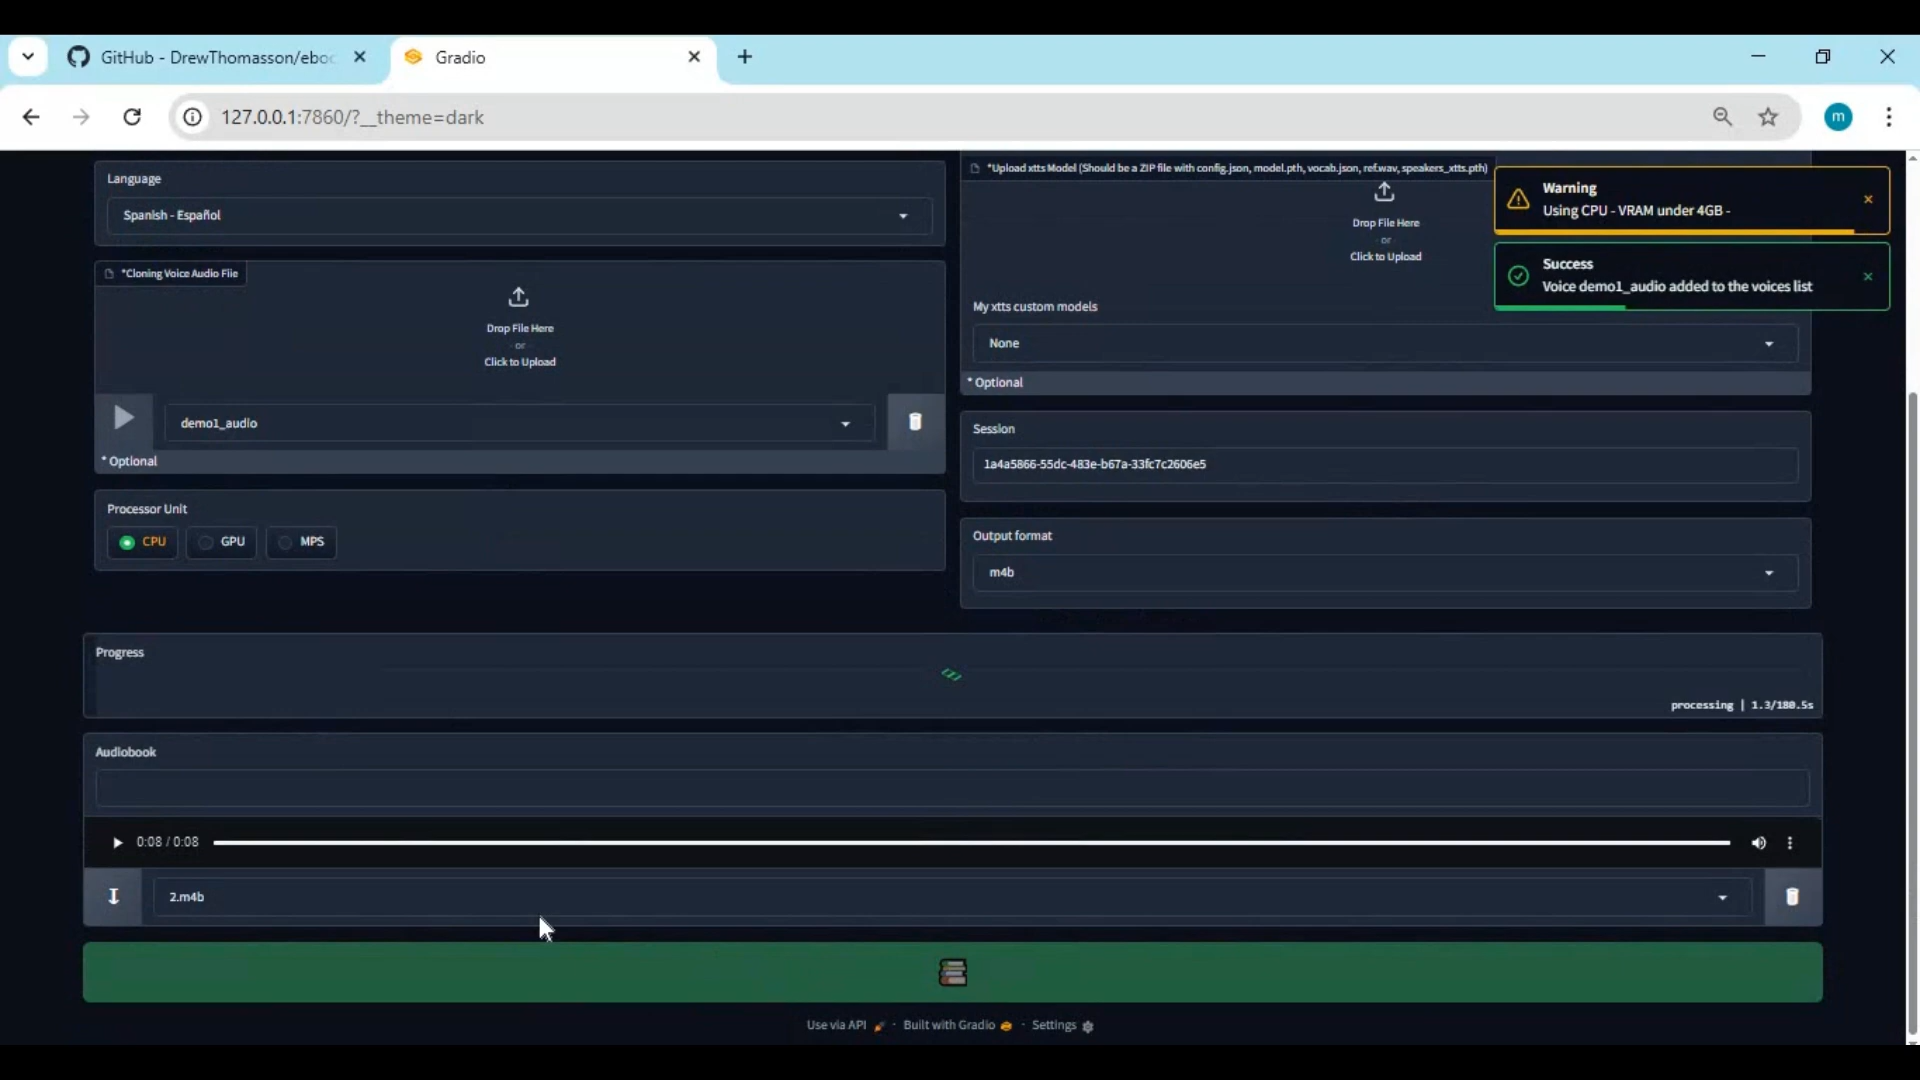 GitHub - DrewThomasson/eboo
Gradio
127.0.0.1:7860/?__theme=dark
m
Language
Spanish - Español
*Cloning Voice Audio File
Drop File Here
- or -
Click to Upload
demo1_audio
* Optional
Processor Unit
CPU
GPU
MPS
*Upload xtts Model (Should be a ZIP file with config.json, model.pth, vocab.json, ref.wav, speakers_xtts.pth)
Drop File Here
- or -
Click to Upload
My xtts custom models
None
* Optional
Warning
Using CPU - VRAM under 4GB -
Success
Voice demo1_audio added to the voices list
Session
1a4a5866-55dc-483e-b67a-33fc7c2606e5
Output format
m4b
Progress
processing | 1.3/180.5s
Audiobook
0:08 / 0:08
2.m4b
Use via API · Built with Gradio · Settings